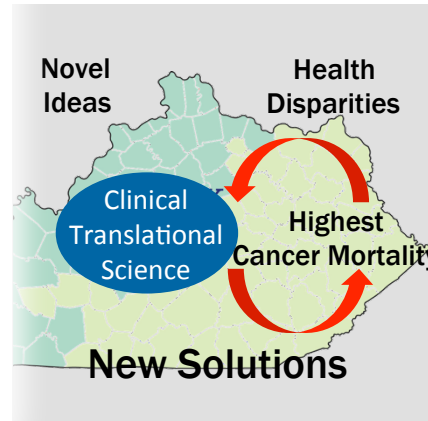 Novel
Ideas
Health
Disparities
Clinical
Translational
Science
Highest
Cancer Mortality
New Solutions